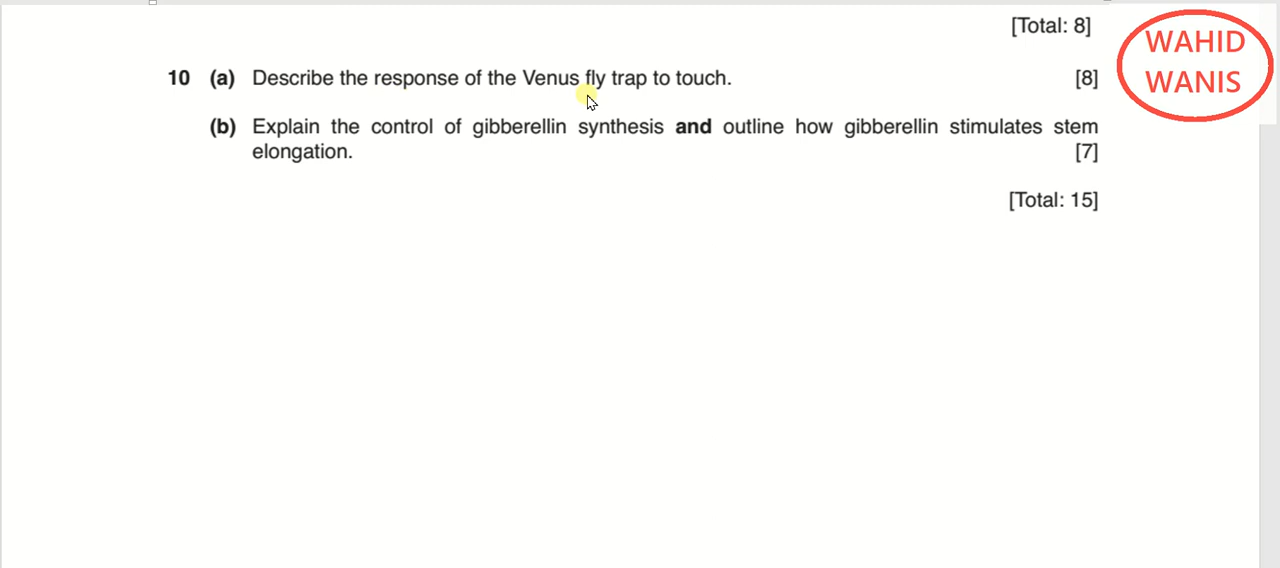 [Total: 8]
WAHID
WANIS
10 (a) Describe the response of the Venus fly trap to touch. [8]
(b) Explain the control of gibberellin synthesis and outline how gibberellin stimulates stem
elongation. [7]
[Total: 15]